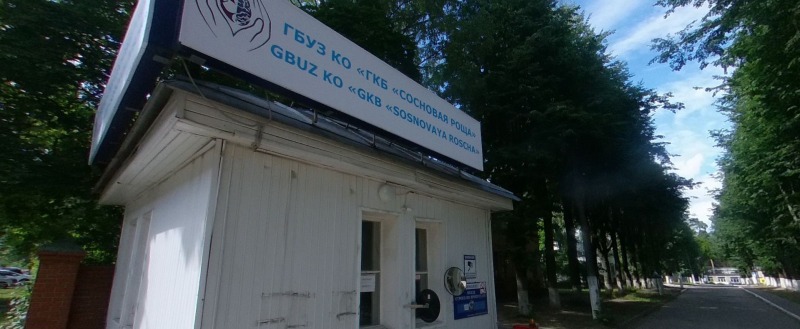 ГБУЗ КО «ГКБ «СОСНОВАЯ РОЩА»
GBUZ KO «GKB «SOSNOVAYA ROSCHA»